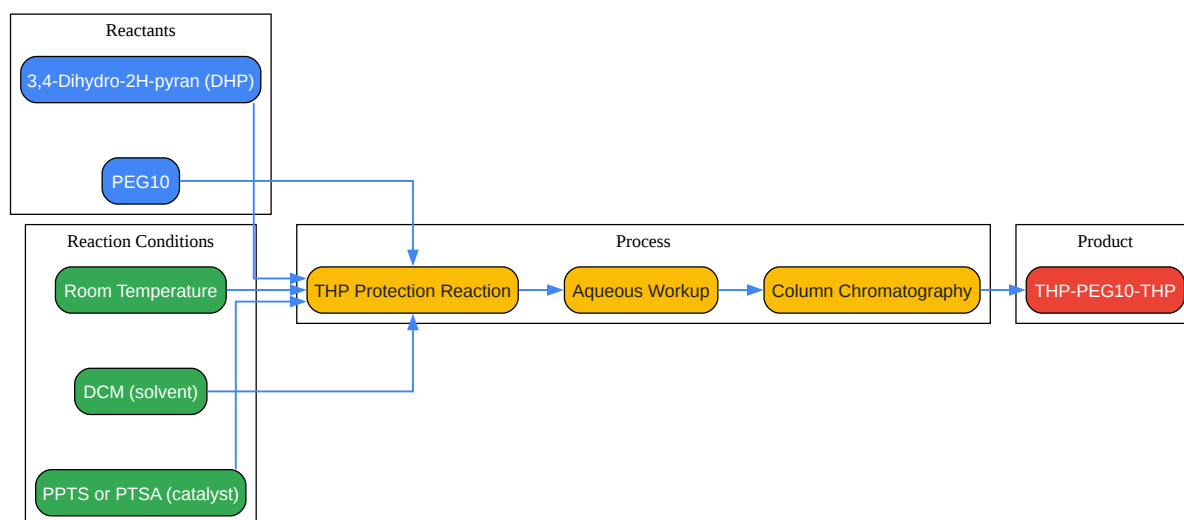 Reactants
3,4-Dihydro-2H-pyran (DHP)
PEG10
Reaction Conditions
Room Temperature
DCM (solvent)
PPTS or PTSA (catalyst)
Process
THP Protection Reaction
Aqueous Workup
Column Chromatography
Product
THP-PEG10-THP